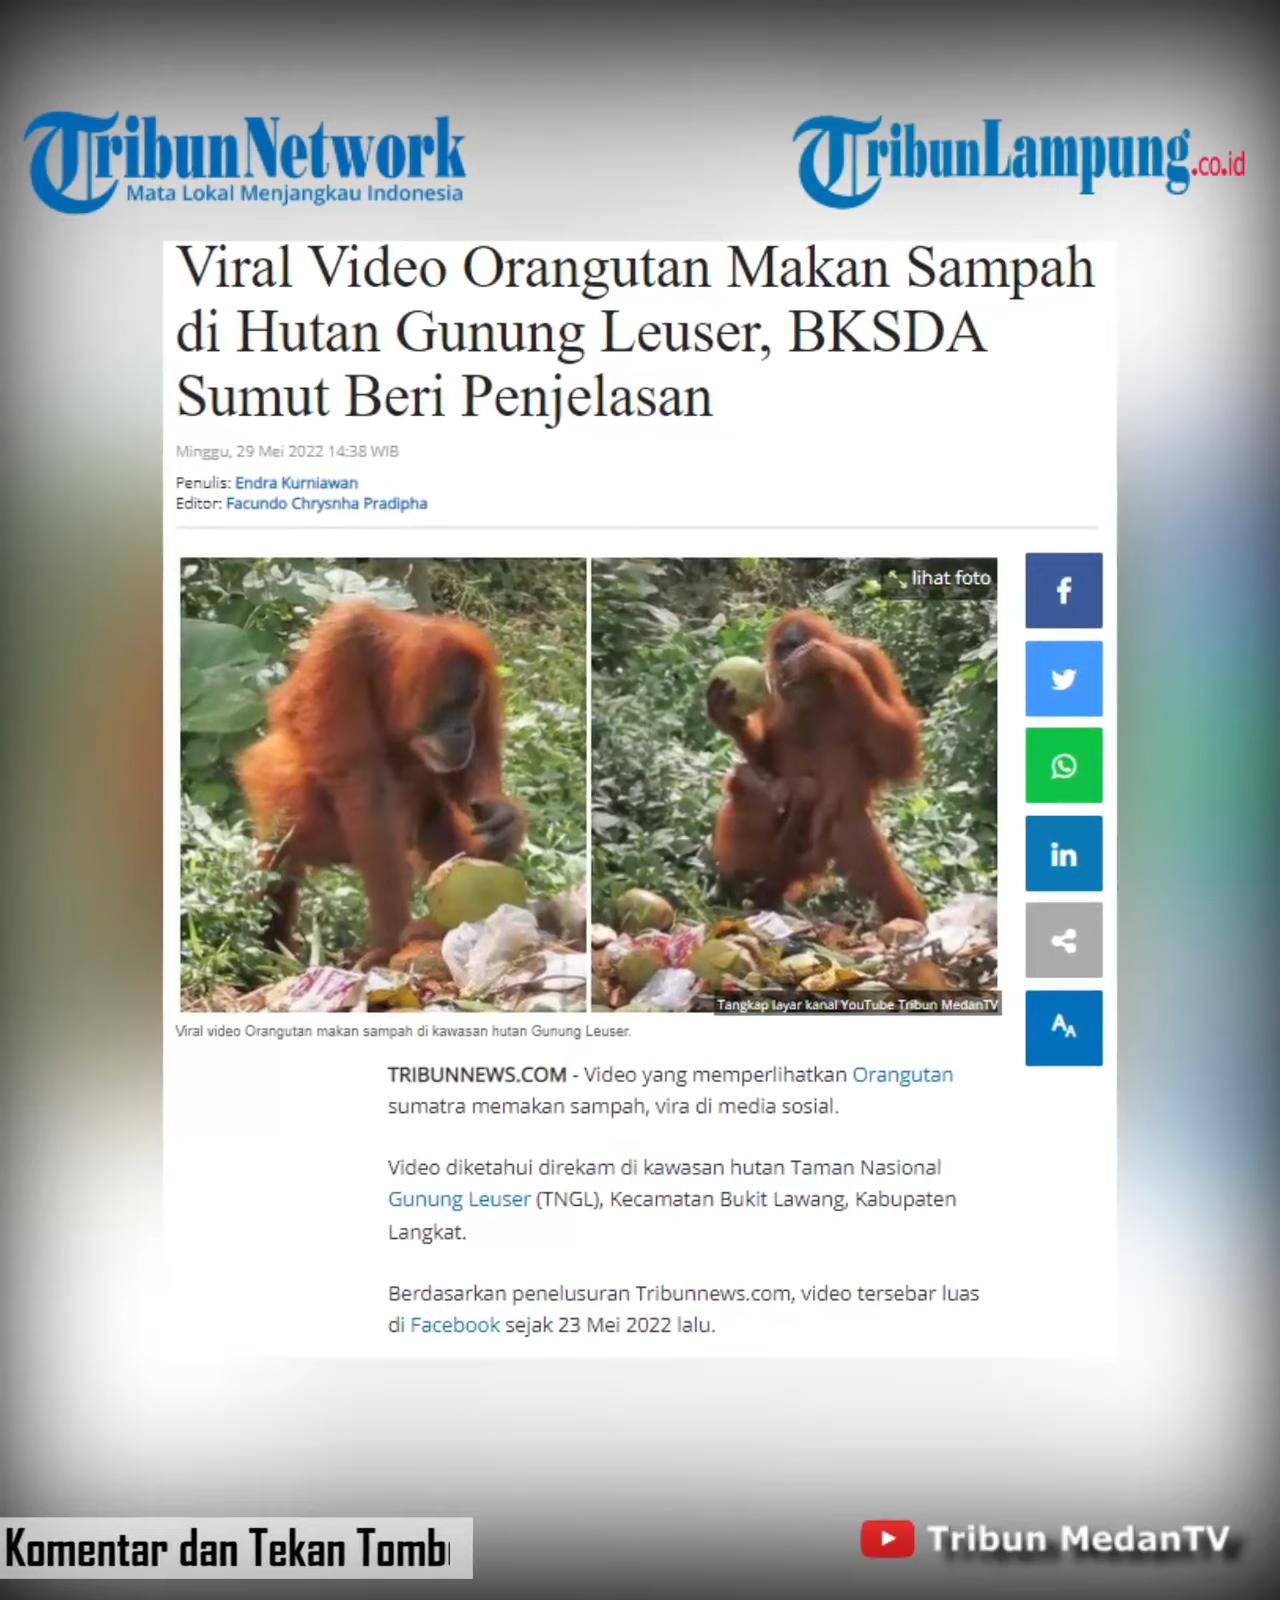 TribunNetwork
Mata Lokal Menjangkau Indonesia
TribunLampung.co.id
Viral Video Orangutan Makan Sampah
di Hutan Gunung Leuser, BKSDA
Sumut Beri Penjelasan
Minggu, 29 Mei 2022 14:38 WIB
Penulis: Endra Kurniawan
Editor: Facundo Chrysnha Pradipha
lihat foto
Tangkap layar kanal YouTube Tribun MedanTV
Viral video Orangutan makan sampah di kawasan hutan Gunung Leuser.
TRIBUNNEWS.COM - Video yang memperlihatkan Orangutan
sumatra memakan sampah, vira di media sosial.
Video diketahui direkam di kawasan hutan Taman Nasional
Gunung Leuser (TNGL), Kecamatan Bukit Lawang, Kabupaten
Langkat.
Berdasarkan penelusuran Tribunnews.com, video tersebar luas
di Facebook sejak 23 Mei 2022 lalu.
Komentar dan Tekan Tomb
Tribun MedanTV